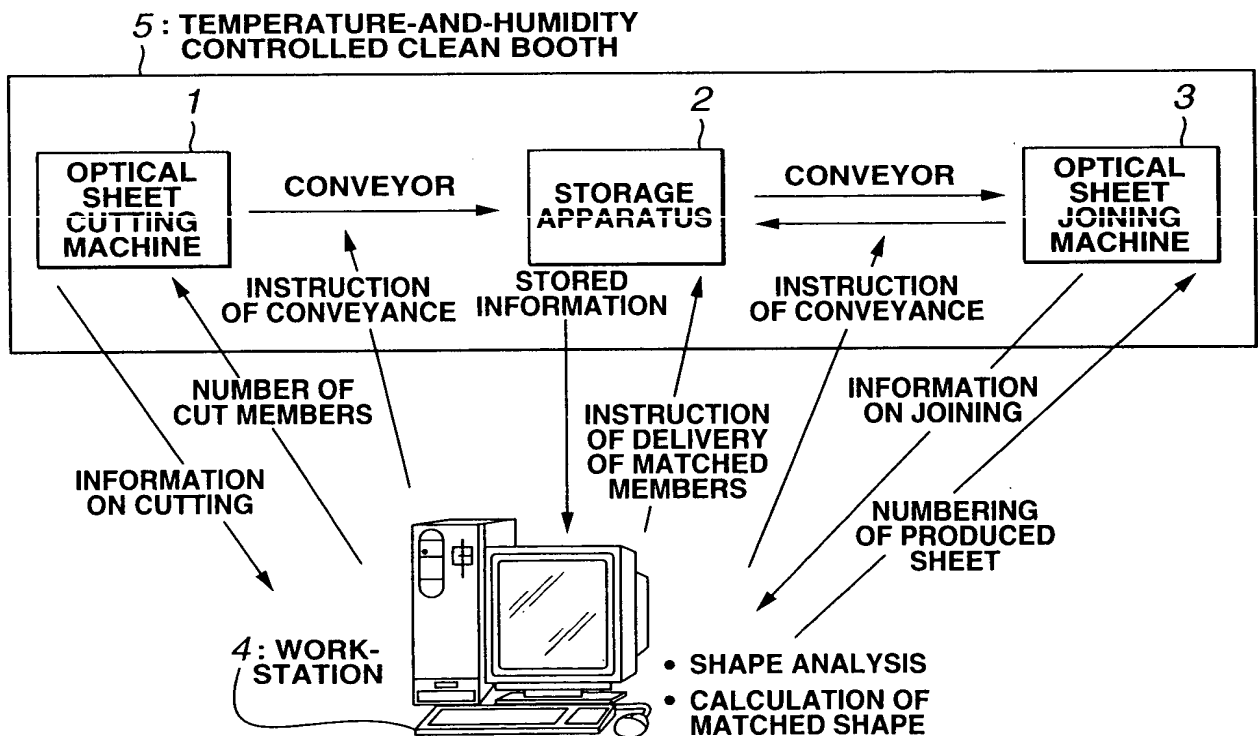 5 : TEMPERATURE-AND-HUMIDITY
CONTROLLED CLEAN BOOTH
1
2
3
OPTICAL
SHEET
CUTTING
MACHINE
CONVEYOR
STORAGE
APPARATUS
CONVEYOR
OPTICAL
SHEET
JOINING
MACHINE
INSTRUCTION
OF CONVEYANCE
STORED
INFORMATION
INSTRUCTION
OF CONVEYANCE
NUMBER OF
CUT MEMBERS
INFORMATION
ON CUTTING
INSTRUCTION
OF DELIVERY
OF MATCHED
MEMBERS
INFORMATION
ON JOINING
NUMBERING
OF PRODUCED
SHEET
4 : WORK-
STATION
• SHAPE ANALYSIS
• CALCULATION OF
MATCHED SHAPE